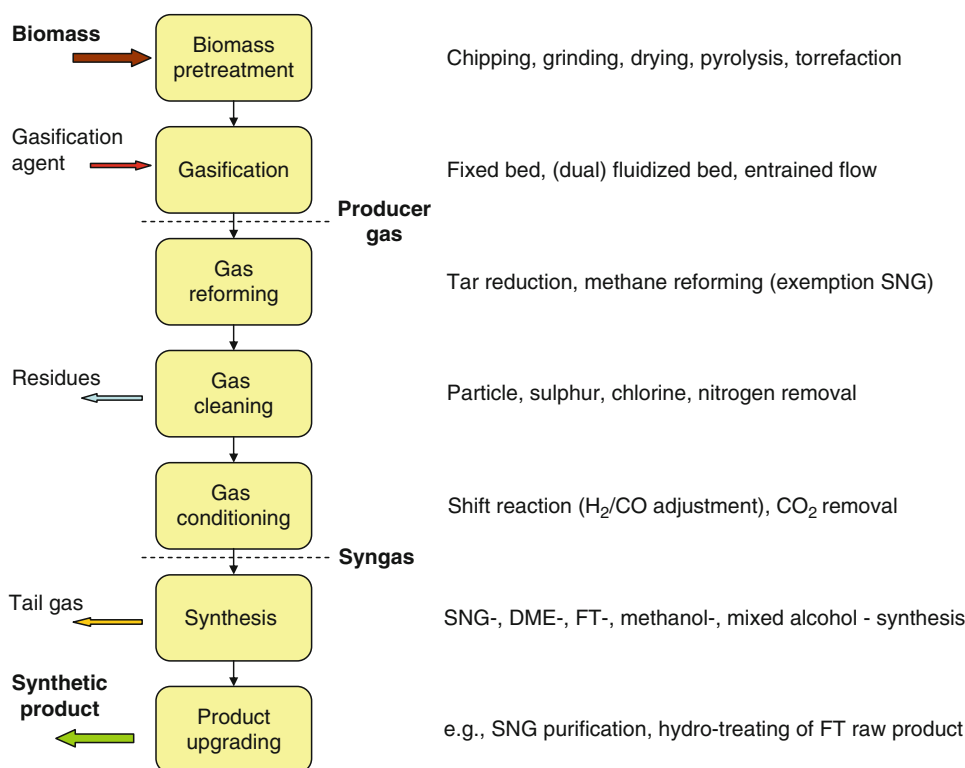 Biomass
Biomass
pretreatment
Chipping, grinding, drying, pyrolysis, torrefaction
Gasification
agent
Gasification
Fixed bed, (dual) fluidized bed, entrained flow
Producer
gas
Gas
reforming
Tar reduction, methane reforming (exemption SNG)
Residues
Gas
cleaning
Particle, sulphur, chlorine, nitrogen removal
Gas
conditioning
Shift reaction (H₂/CO adjustment), CO₂ removal
Syngas
Tail gas
Synthesis
SNG-, DME-, FT-, methanol-, mixed alcohol - synthesis
Synthetic
product
Product
upgrading
e.g., SNG purification, hydro-treating of FT raw product